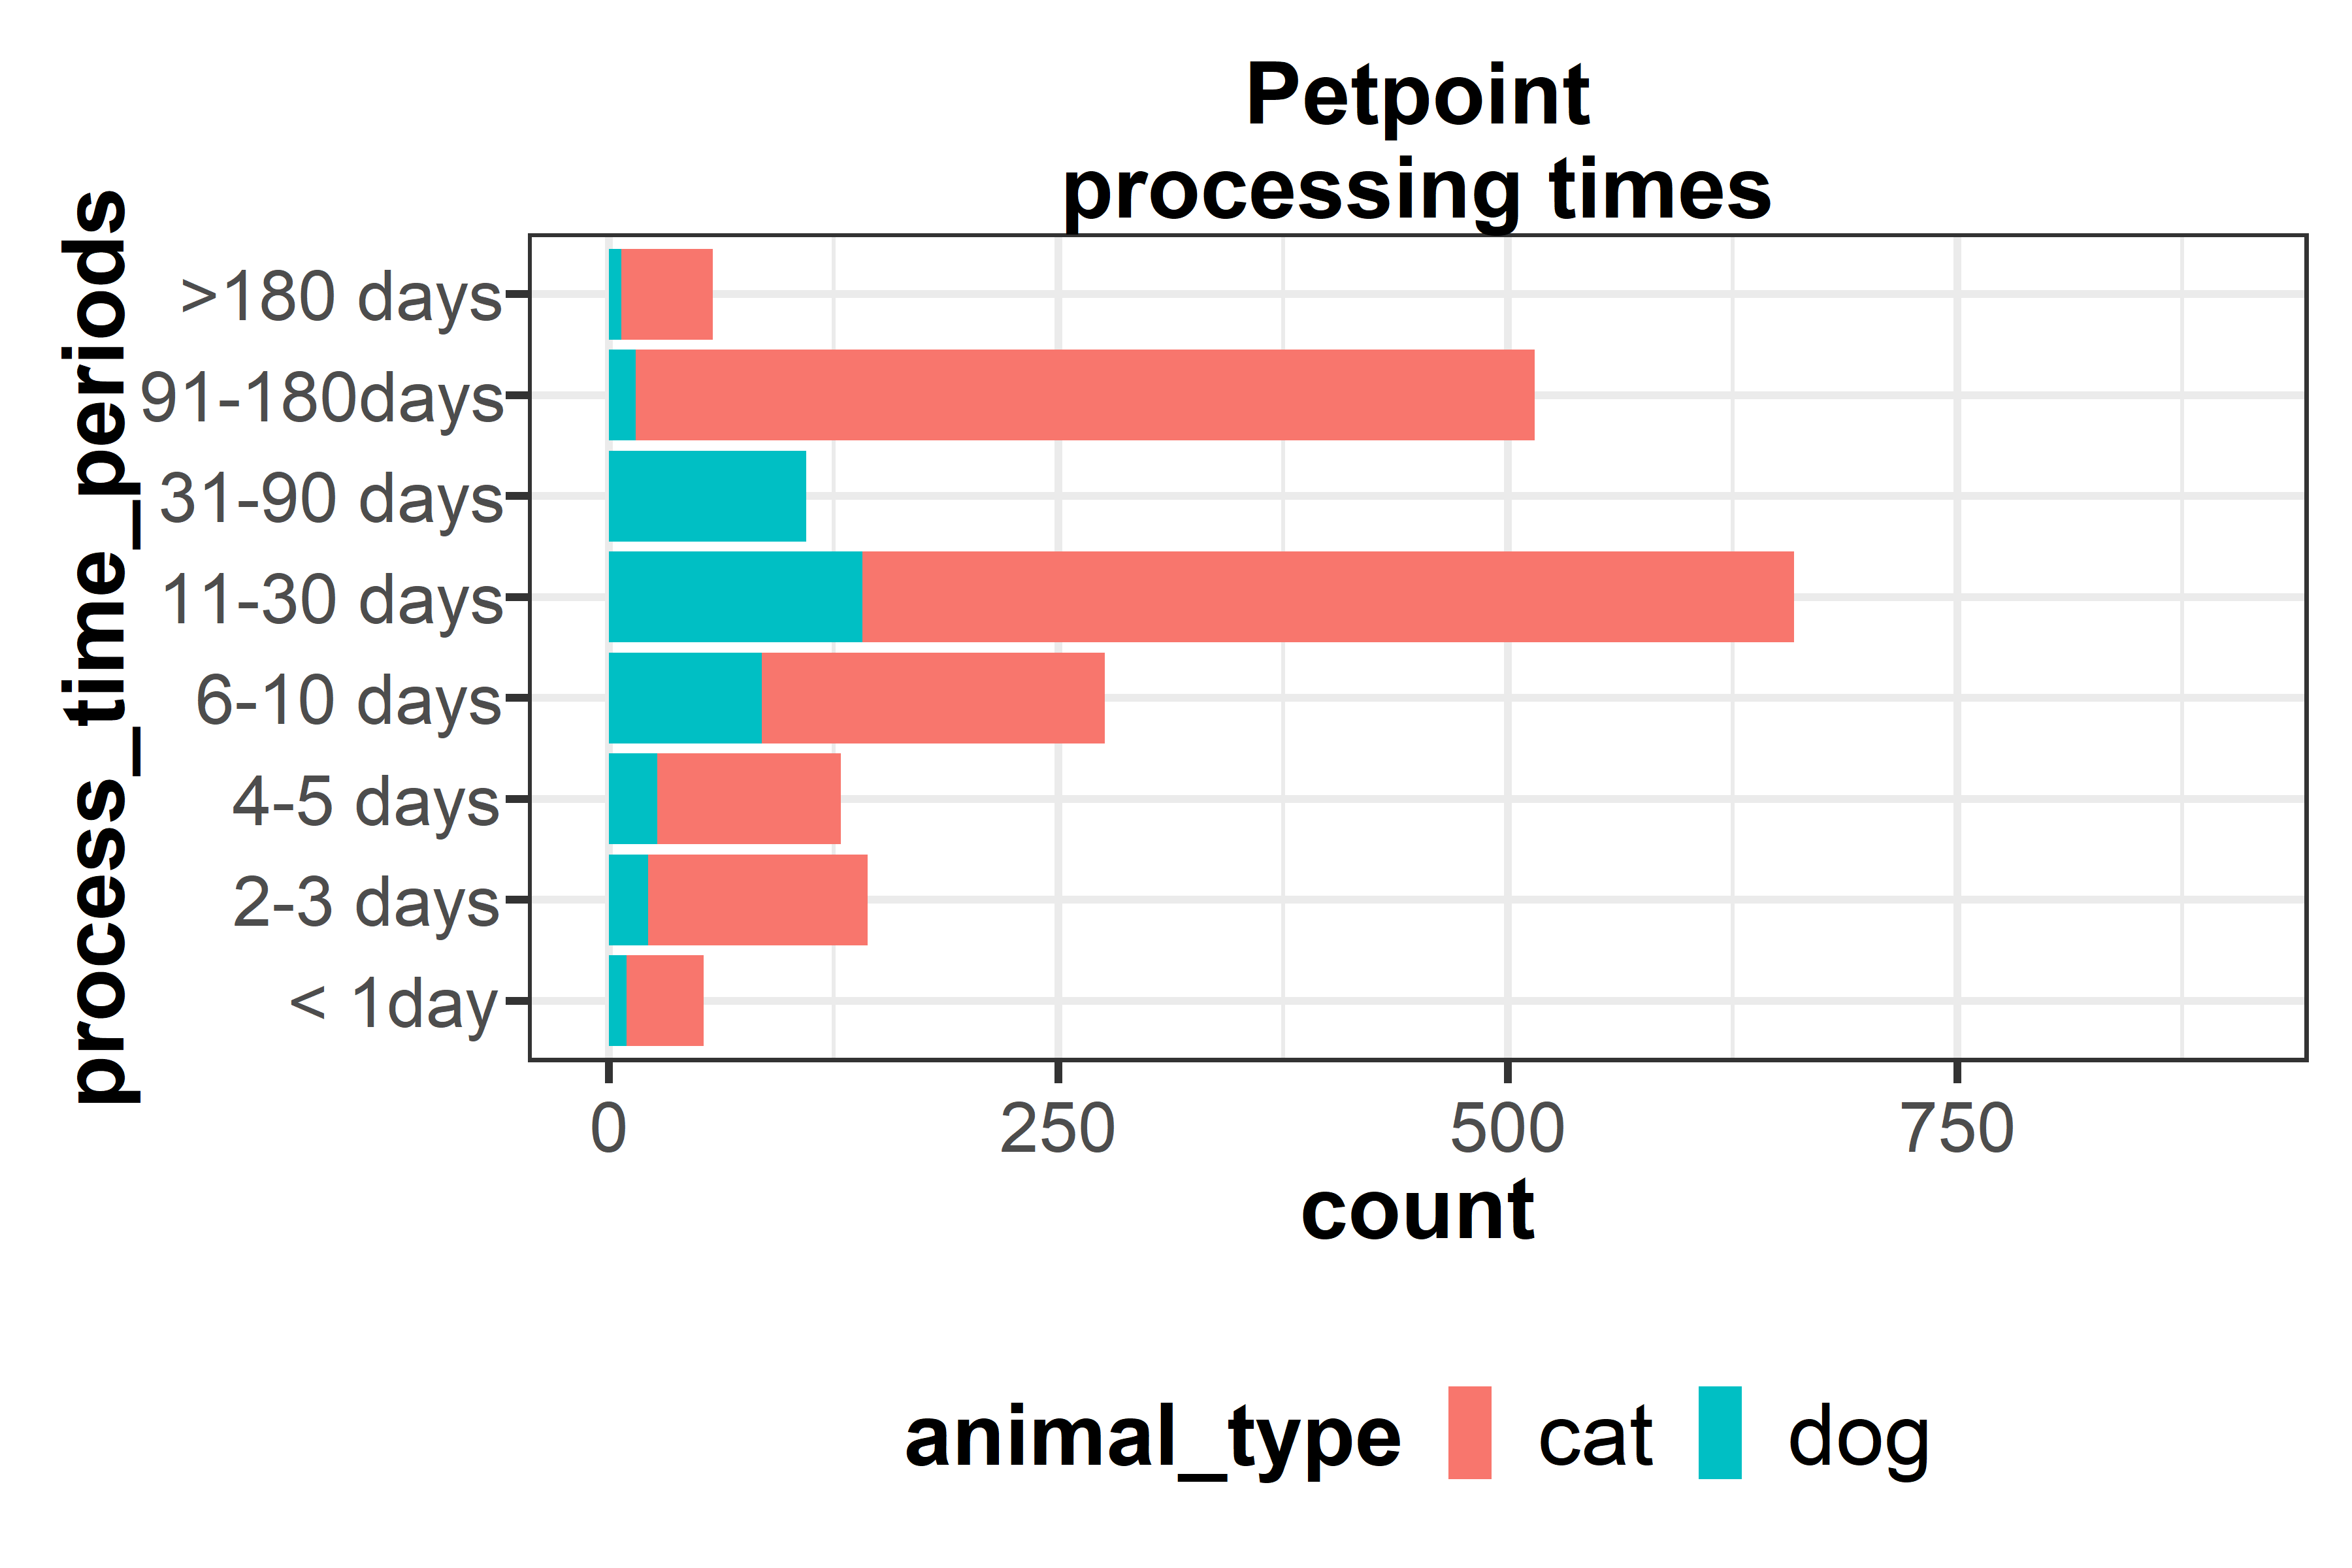 Petpoint
processing times
process_time_periods
>180 days
91-180days
31-90 days
11-30 days
6-10 days
4-5 days
2-3 days
< 1day
0 250 500 750
count
animal_type cat dog